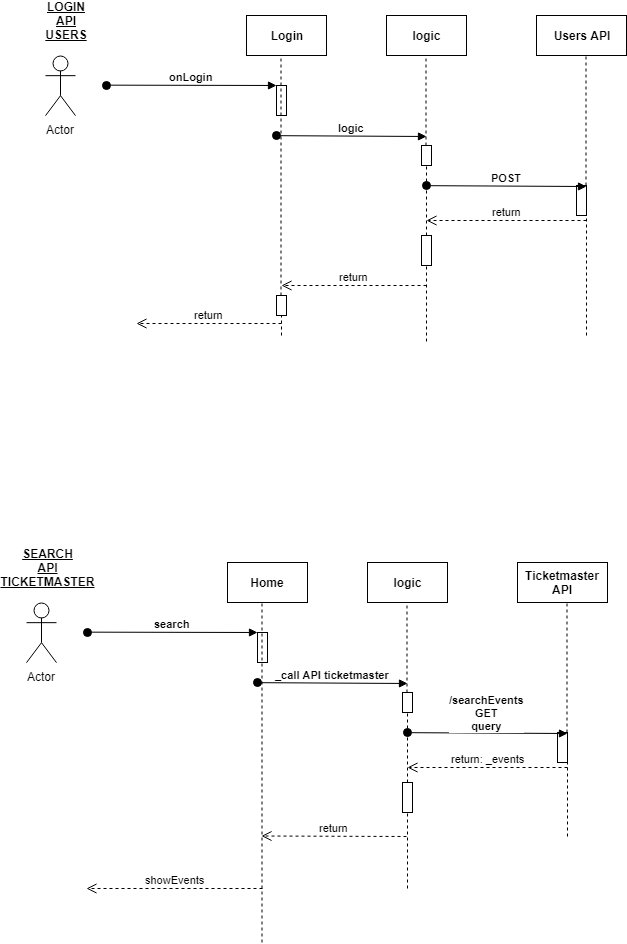 LOGIN
API
USERS
Login
logic
Users API
Actor
onLogin
logic
POST
return
return
return
SEARCH
API
TICKETMASTER
Home
logic
Ticketmaster
API
Actor
search
_call API ticketmaster
/searchEvents
GET
query
return: _events
return
showEvents